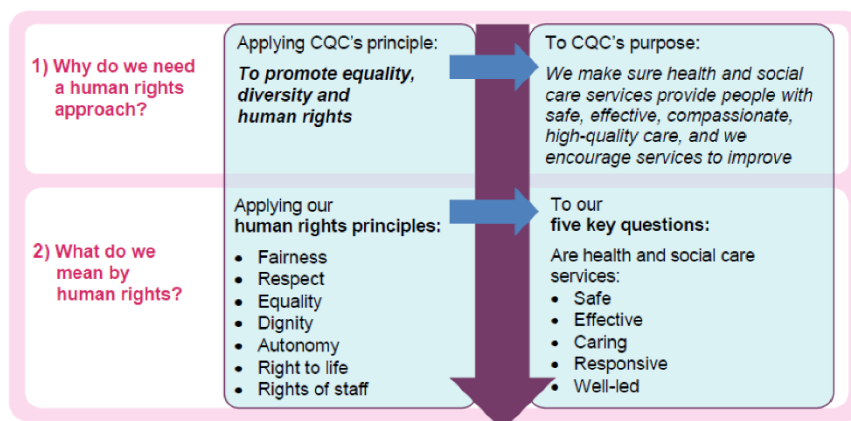 1) Why do we need
a human rights
approach?
Applying CQC's principle:
To promote equality,
diversity and
human rights
To CQC's purpose:
We make sure health and social
care services provide people with
safe, effective, compassionate,
high-quality care, and we
encourage services to improve
2) What do we
mean by
human rights?
Applying our
human rights principles:
• Fairness
• Respect
• Equality
• Dignity
• Autonomy
• Right to life
• Rights of staff
To our
five key questions:
Are health and social care
services:
• Safe
• Effective
• Caring
• Responsive
• Well-led